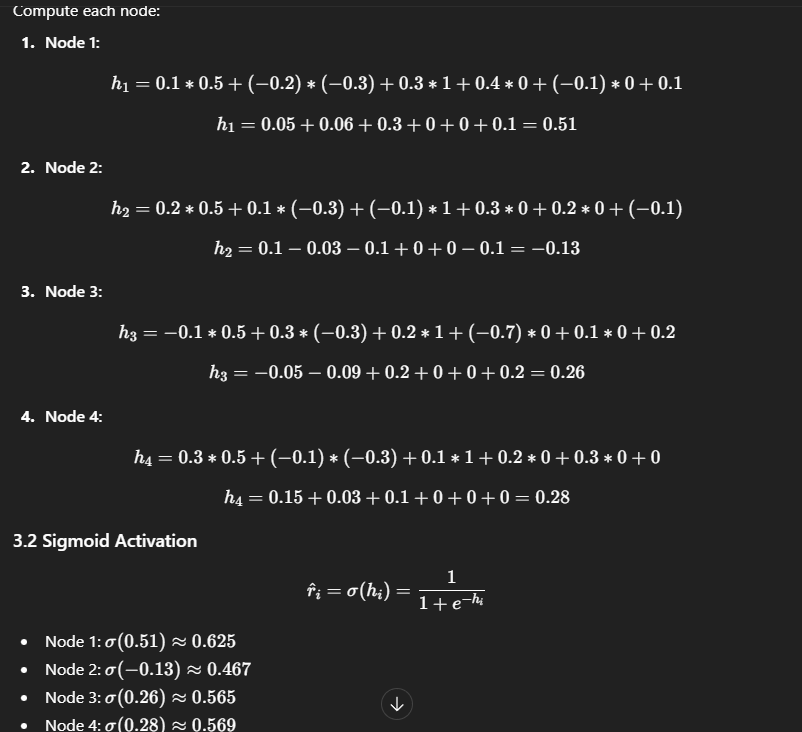 Compute each node:
1. Node 1:
h₁ = 0.1 * 0.5 + (−0.2) * (−0.3) + 0.3 * 1 + 0.4 * 0 + (−0.1) * 0 + 0.1
h₁ = 0.05 + 0.06 + 0.3 + 0 + 0 + 0.1 = 0.51
2. Node 2:
h₂ = 0.2 * 0.5 + 0.1 * (−0.3) + (−0.1) * 1 + 0.3 * 0 + 0.2 * 0 + (−0.1)
h₂ = 0.1 − 0.03 − 0.1 + 0 + 0 − 0.1 = −0.13
3. Node 3:
h₃ = −0.1 * 0.5 + 0.3 * (−0.3) + 0.2 * 1 + (−0.7) * 0 + 0.1 * 0 + 0.2
h₃ = −0.05 − 0.09 + 0.2 + 0 + 0 + 0.2 = 0.26
4. Node 4:
h₄ = 0.3 * 0.5 + (−0.1) * (−0.3) + 0.1 * 1 + 0.2 * 0 + 0.3 * 0 + 0
h₄ = 0.15 + 0.03 + 0.1 + 0 + 0 + 0 = 0.28
3.2 Sigmoid Activation
r̂ᵢ = σ(hᵢ) = 1 / (1 + e^(−hᵢ))
• Node 1: σ(0.51) ≈ 0.625
• Node 2: σ(−0.13) ≈ 0.467
• Node 3: σ(0.26) ≈ 0.565
• Node 4: σ(0.28) ≈ 0.569